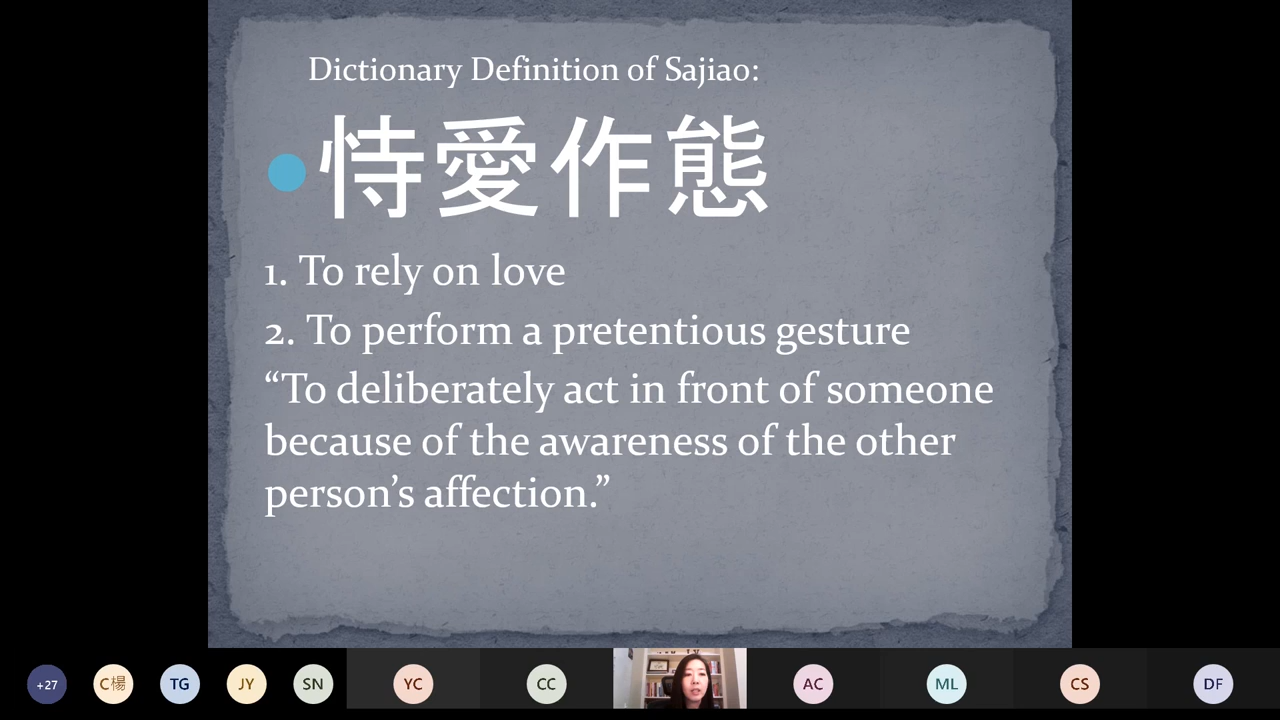 Dictionary Definition of Sajiao:
恃愛作態
1. To rely on love
2. To perform a pretentious gesture
“To deliberately act in front of someone
because of the awareness of the other
person’s affection.”
+27
C楊
TG
JY
SN
YC
CC
AC
ML
CS
DF